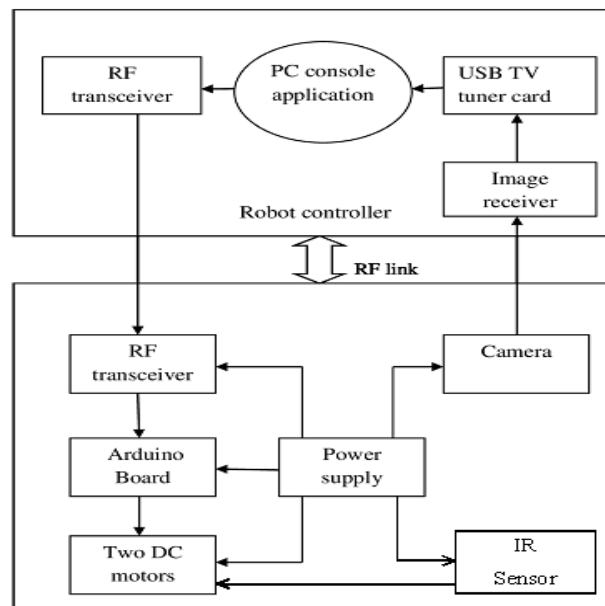 RF
transceiver
PC console
application
USB TV
tuner card
Image
receiver
Robot controller
RF link
RF
transceiver
Camera
Arduino
Board
Power
supply
Two DC
motors
IR
Sensor